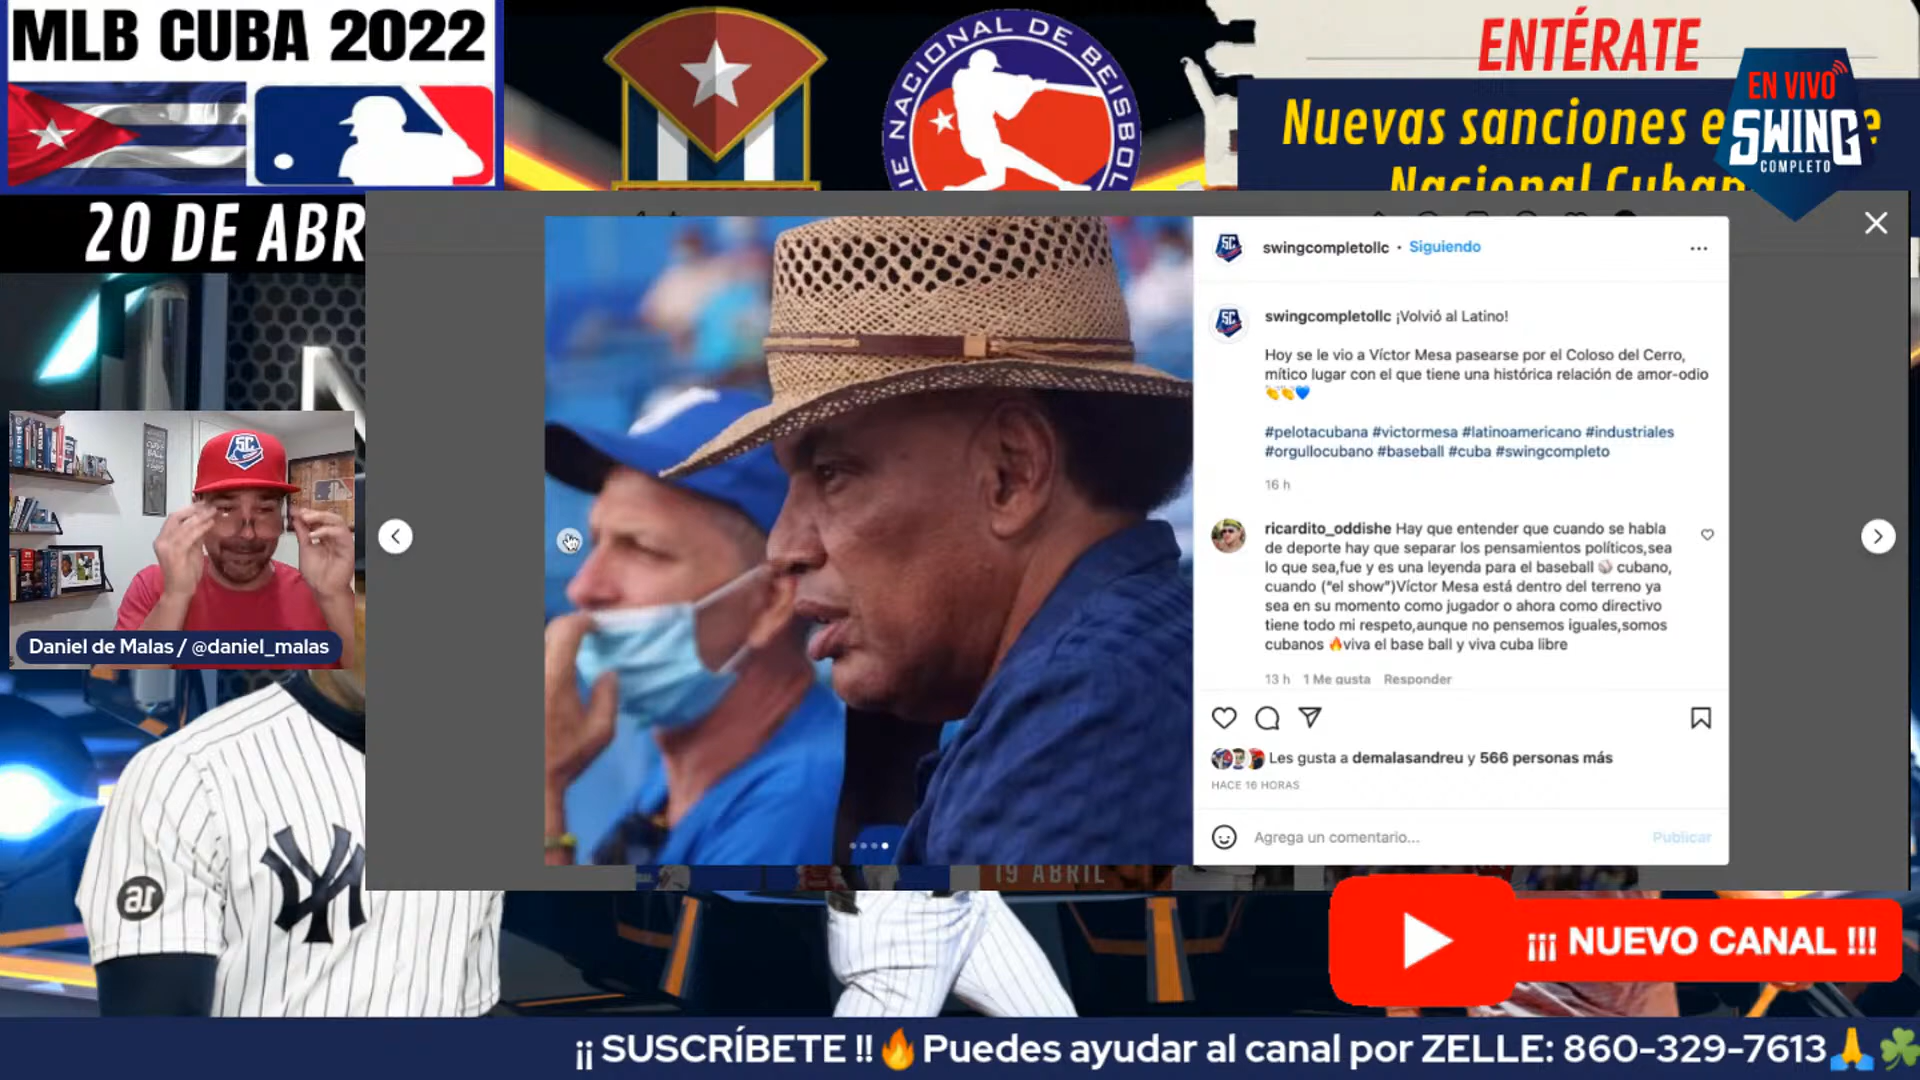 MLB CUBA 2022
NACIONAL DE BEISBOL
ENTÉRATE
EN VIVO
SWING
COMPLETO
Nuevas sanciones e
Nacional Cuban
20 DE ABR
swingcompletollc • Siguiendo
swingcompletollc ¡Volvió al Latino!
Hoy se le vio a Víctor Mesa pasearse por el Coloso del Cerro,
mítico lugar con el que tiene una histórica relación de amor-odio
👏👏💙
#pelotacubana #victormesa #latinoamericano #industriales
#orgullocubano #baseball #cuba #swingcompleto
16 h
ricardito_oddishe Hay que entender que cuando se habla
de deporte hay que separar los pensamientos políticos,sea
lo que sea,fue y es una leyenda para el baseball ⚾ cubano,
cuando ("el show")Víctor Mesa está dentro del terreno ya
sea en su momento como jugador o ahora como directivo
tiene todo mi respeto,aunque no pensemos iguales,somos
cubanos 🔥viva el base ball y viva cuba libre
13 h 1 Me gusta Responder
Les gusta a demalasandreu y 566 personas más
HACE 16 HORAS
Agrega un comentario...
Publicar
SC
Daniel de Malas / @daniel_malas
19 ABRIL
¡¡¡ NUEVO CANAL !!!
¡¡ SUSCRÍBETE !!🔥Puedes ayudar al canal por ZELLE: 860-329-7613🙏☘️